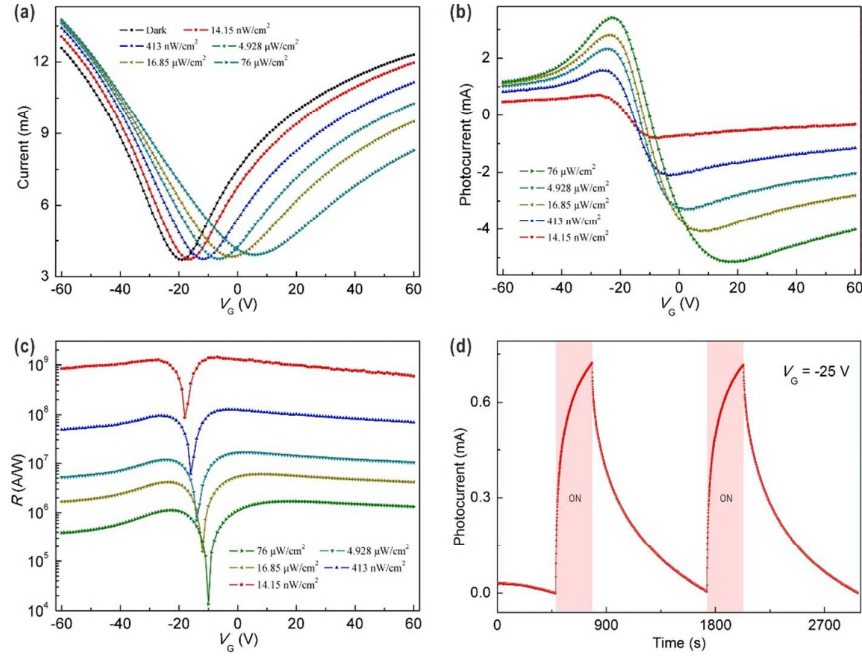 (a)
Dark 14.15 nW/cm²
413 nW/cm² 4.928 μW/cm²
16.85 μW/cm² 76 μW/cm²
12
9
6
3
Current (mA)
-60 -40 -20 0 20 40 60
V_G (V)
(b)
2
0
-2
-4
Photocurrent (mA)
76 μW/cm²
4.928 μW/cm²
16.85 μW/cm²
413 nW/cm²
14.15 nW/cm²
-60 -40 -20 0 20 40 60
V_G (V)
(c)
10⁹
10⁸
10⁷
10⁶
10⁵
10⁴
R (A/W)
76 μW/cm² 4.928 μW/cm²
16.85 μW/cm² 413 nW/cm²
14.15 nW/cm²
-60 -40 -20 0 20 40 60
V_G (V)
(d)
V_G = -25 V
0.6
0.3
0.0
Photocurrent (mA)
ON ON
0 900 1800 2700
Time (s)